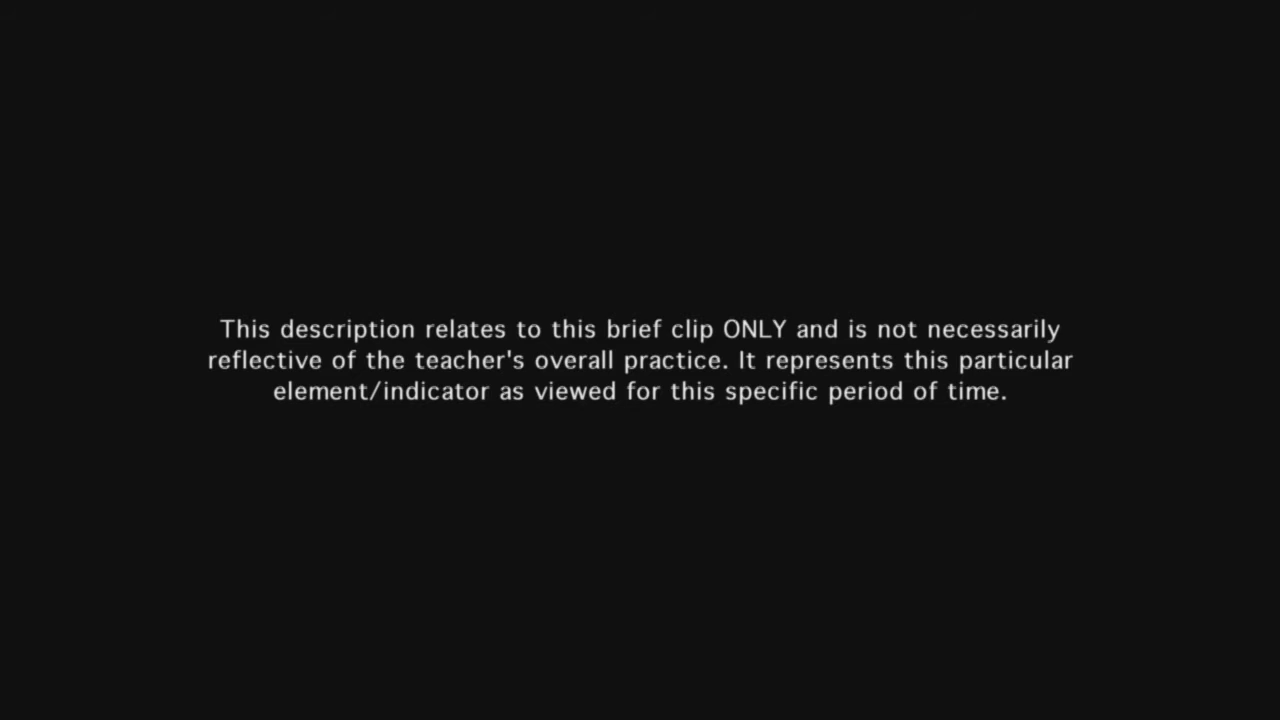 This description relates to this brief clip ONLY and is not necessarily
reflective of the teacher's overall practice. It represents this particular
element/indicator as viewed for this specific period of time.